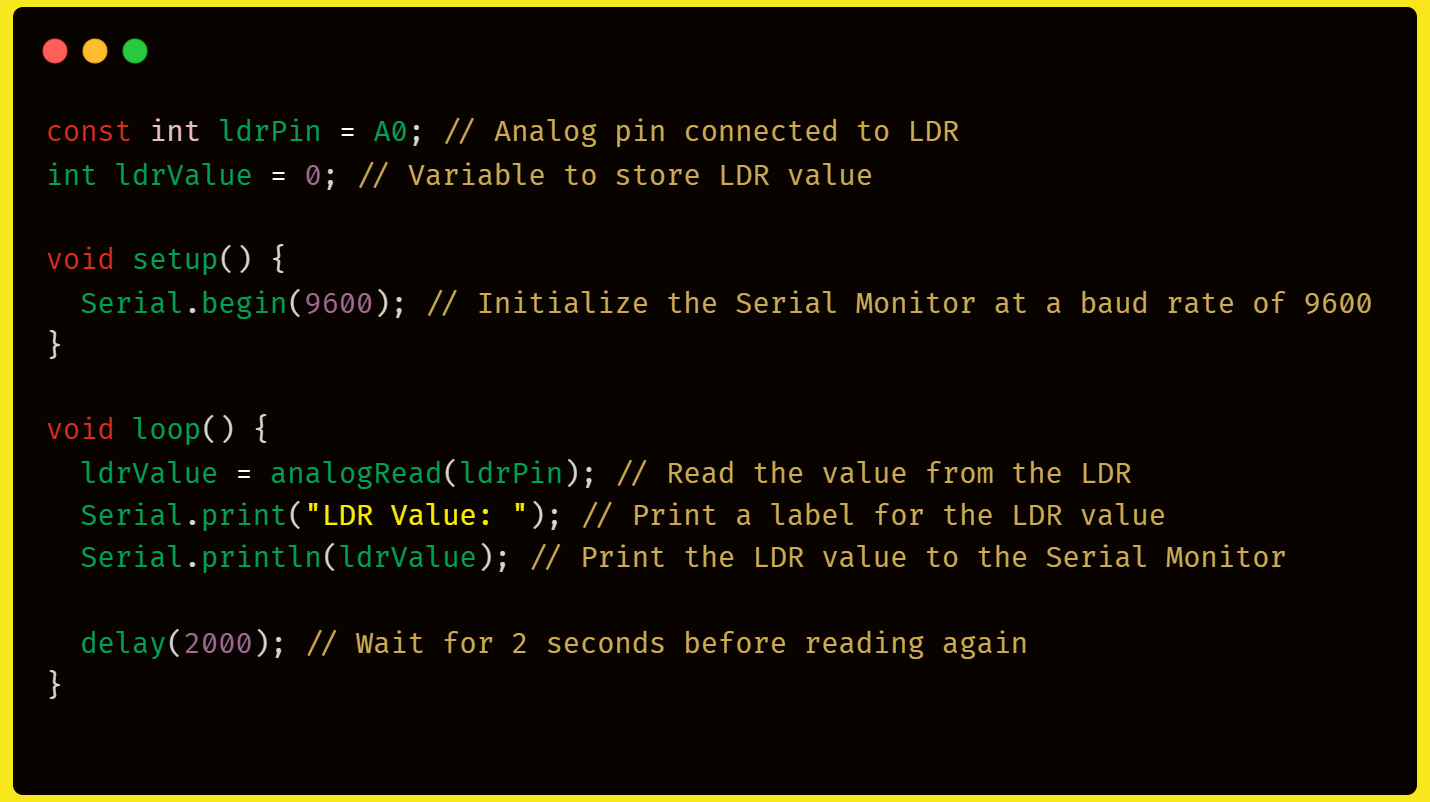 const int ldrPin = A0; // Analog pin connected to LDR
int ldrValue = 0; // Variable to store LDR value
void setup() {
  Serial.begin(9600); // Initialize the Serial Monitor at a baud rate of 9600
}
void loop() {
  ldrValue = analogRead(ldrPin); // Read the value from the LDR
  Serial.print("LDR Value: "); // Print a label for the LDR value
  Serial.println(ldrValue); // Print the LDR value to the Serial Monitor
  delay(2000); // Wait for 2 seconds before reading again
}